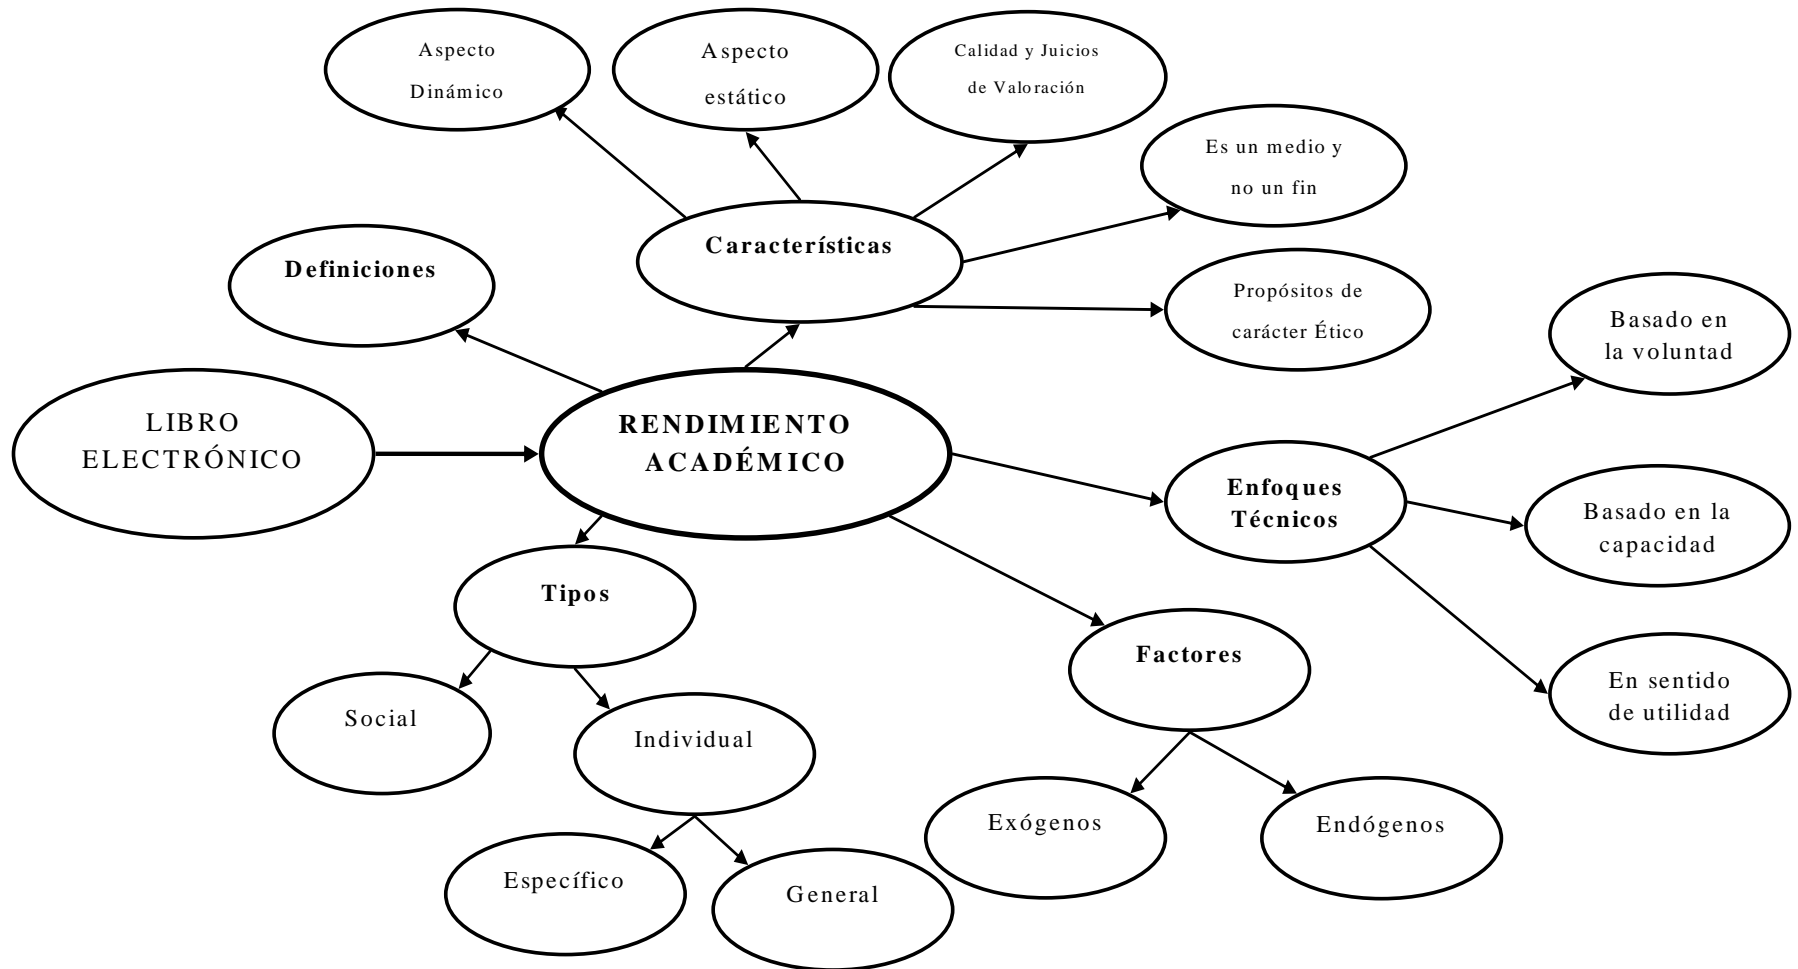 Aspecto
Dinámico
Aspecto
estático
Calidad y Juicios
de Valoración
Es un medio y
no un fin
Características
Definiciones
Propósitos de
carácter Ético
Basado en
la voluntad
LIBRO
ELECTRÓNICO
RENDIMIENTO
ACADÉMICO
Enfoques
Técnicos
Basado en la
capacidad
Tipos
Factores
En sentido
de utilidad
Social
Individual
Exógenos
Endógenos
Específico
General